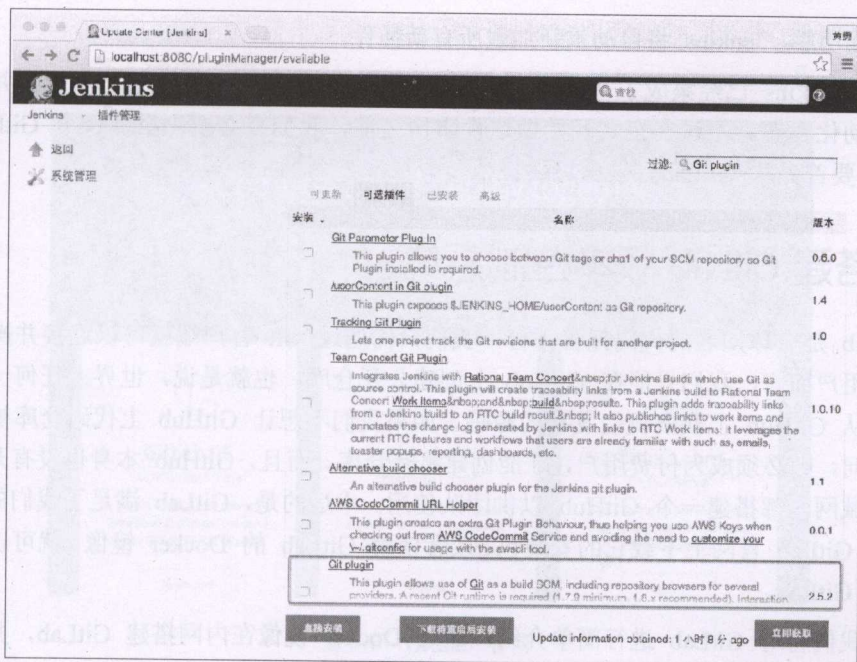 Update Center [Jenkins]
黄勇
localhost:8080/pluginManager/available
Jenkins
查找
Jenkins 插件管理
返回
系统管理
过滤: Git plugin
可更新 可选插件 已安装 高级
安装 名称 版本
Git Parameter Plug-In
This plugin allows you to choose between Git tags or sha1 of your SCM repository so Git
Plugin installed is required.
0.6.0
/userContent in Git plugin
This plugin exposes $JENKINS_HOME/userContent as Git repository.
1.4
Tracking Git Plugin
Lets one project track the Git revisions that are built for another project.
1.0
Team Concert Git Plugin
Integrates Jenkins with Rational Team Concert&nbsp;for Jenkins Builds which use Git as
source control. This plugin will create traceability links from a Jenkins build to Rational Team
Concert Work Items&nbsp;and&nbsp;build&nbsp;results. This plugin adds traceability links
from a Jenkins build to an RTC build result.&nbsp; It also publishes links to work items and
annotates the change log generated by Jenkins with links to RTC Work Items. It leverages the
current RTC features and workflows that users are already familiar with such as, emails,
toaster popups, reporting, dashboards, etc.
1.0.10
Alternative build chooser
An alternative build chooser plugin for the Jenkins git plugin.
1.1
AWS CodeCommit URL Helper
This plugin creates an extra Git Plugin Behaviour, thus helping you use AWS Keys when
checking out from AWS CodeCommit Service and avoiding the need to customize your
~/.gitconfig for usage with the awscli tool.
0.0.1
Git plugin
This plugin allows use of Git as a build SCM, including repository browsers for several
providers. A recent Git runtime is required (1.7.9 minimum, 1.8.x recommended). Interaction
2.5.2
直接安装 下载待重启后安装 Update information obtained: 1 小时 8 分 ago 立即获取